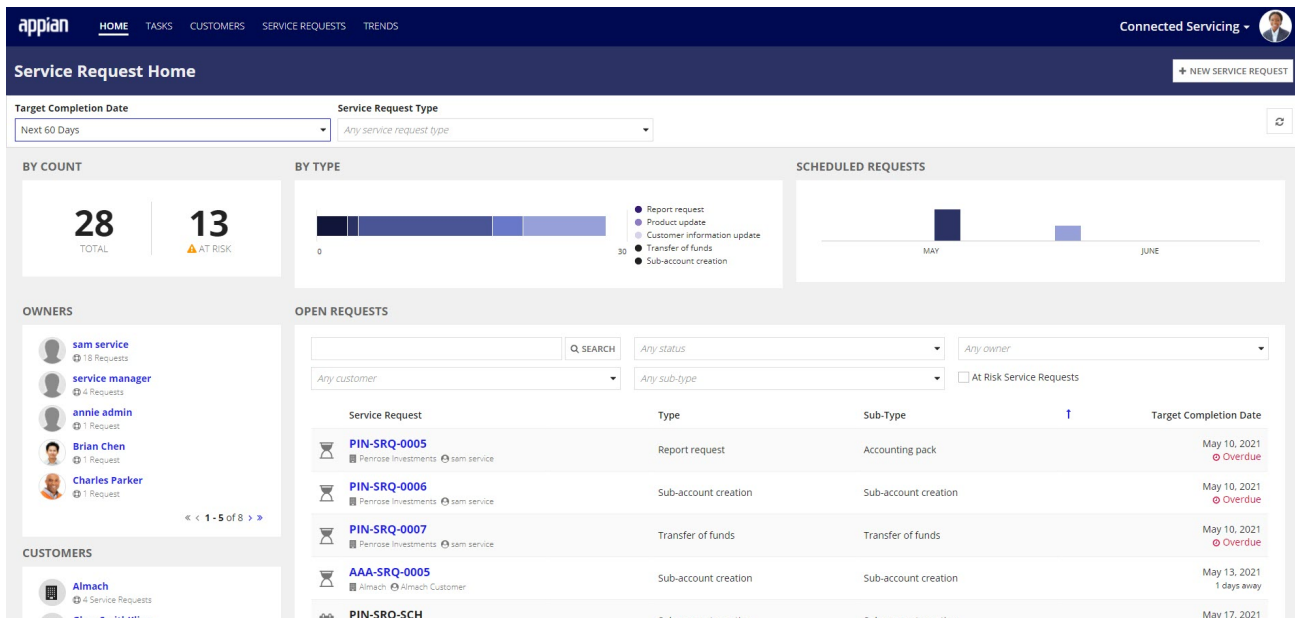 appian HOME TASKS CUSTOMERS SERVICE REQUESTS TRENDS Connected Servicing
Service Request Home + NEW SERVICE REQUEST
Target Completion Date Service Request Type
Next 60 Days Any service request type
BY COUNT BY TYPE SCHEDULED REQUESTS
28 13
TOTAL AT RISK
Report request
Product update
Customer information update
Transfer of funds
Sub-account creation
0 30
MAY JUNE
OWNERS
sam service
18 Requests
service manager
4 Requests
annie admin
1 Request
Brian Chen
1 Request
Charles Parker
1 Request
« < 1 - 5 of 8 > »
CUSTOMERS
Almach
4 Service Requests
OPEN REQUESTS
SEARCH Any status Any owner
Any customer Any sub-type At Risk Service Requests
Service Request Type Sub-Type ↑ Target Completion Date
PIN-SRQ-0005 Report request Accounting pack May 10, 2021
Penrose Investments sam service Overdue
PIN-SRQ-0006 Sub-account creation Sub-account creation May 10, 2021
Penrose Investments sam service Overdue
PIN-SRQ-0007 Transfer of funds Transfer of funds May 10, 2021
Penrose Investments sam service Overdue
AAA-SRQ-0005 Sub-account creation Sub-account creation May 13, 2021
Almach Almach Customer 1 days away
PIN-SRQ-SCH May 17, 2021